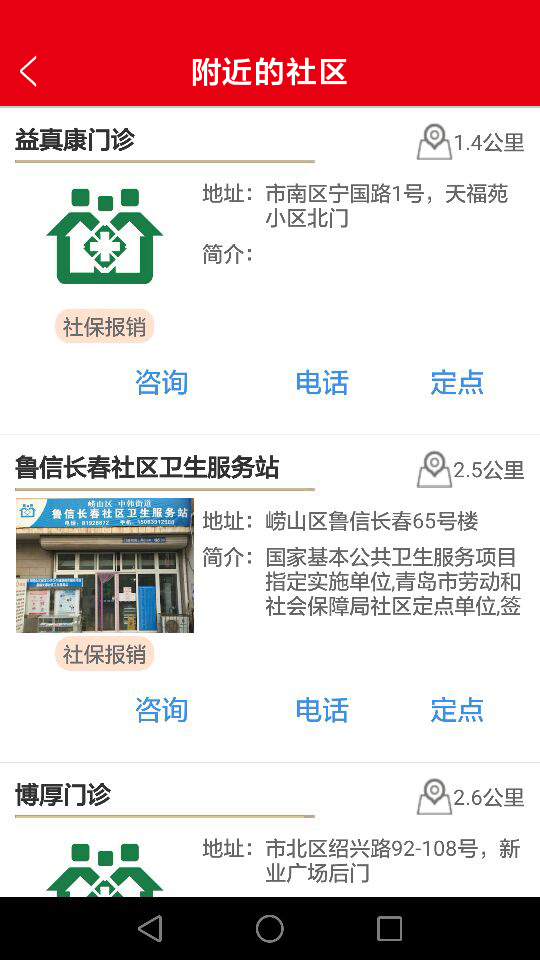 附近的社区
益真康门诊
1.4公里
地址：市南区宁国路1号，天福苑
小区北门
简介：
社保报销
咨询
电话
定点
鲁信长春社区卫生服务站
2.5公里
崂山区 中韩街道
鲁信长春社区卫生服务站
地址：崂山区鲁信长春65号楼
简介：国家基本公共卫生服务项目
指定实施单位,青岛市劳动和
社会保障局社区定点单位,签
社保报销
咨询
电话
定点
博厚门诊
2.6公里
地址：市北区绍兴路92-108号，新
业广场后门